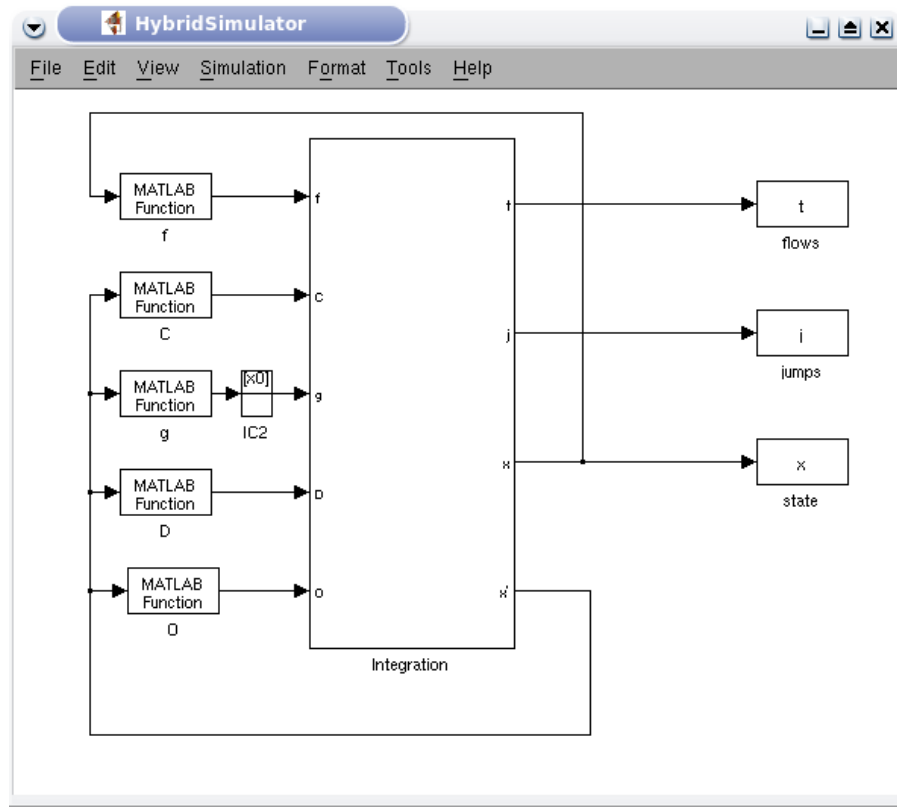 HybridSimulator
File Edit View Simulation Format Tools Help
MATLAB
Function
f
MATLAB
Function
C
MATLAB
Function
g
[x0]
IC2
MATLAB
Function
D
MATLAB
Function
O
f
C
g
D
O
t
j
x
x'
Integration
t
flows
j
jumps
x
state